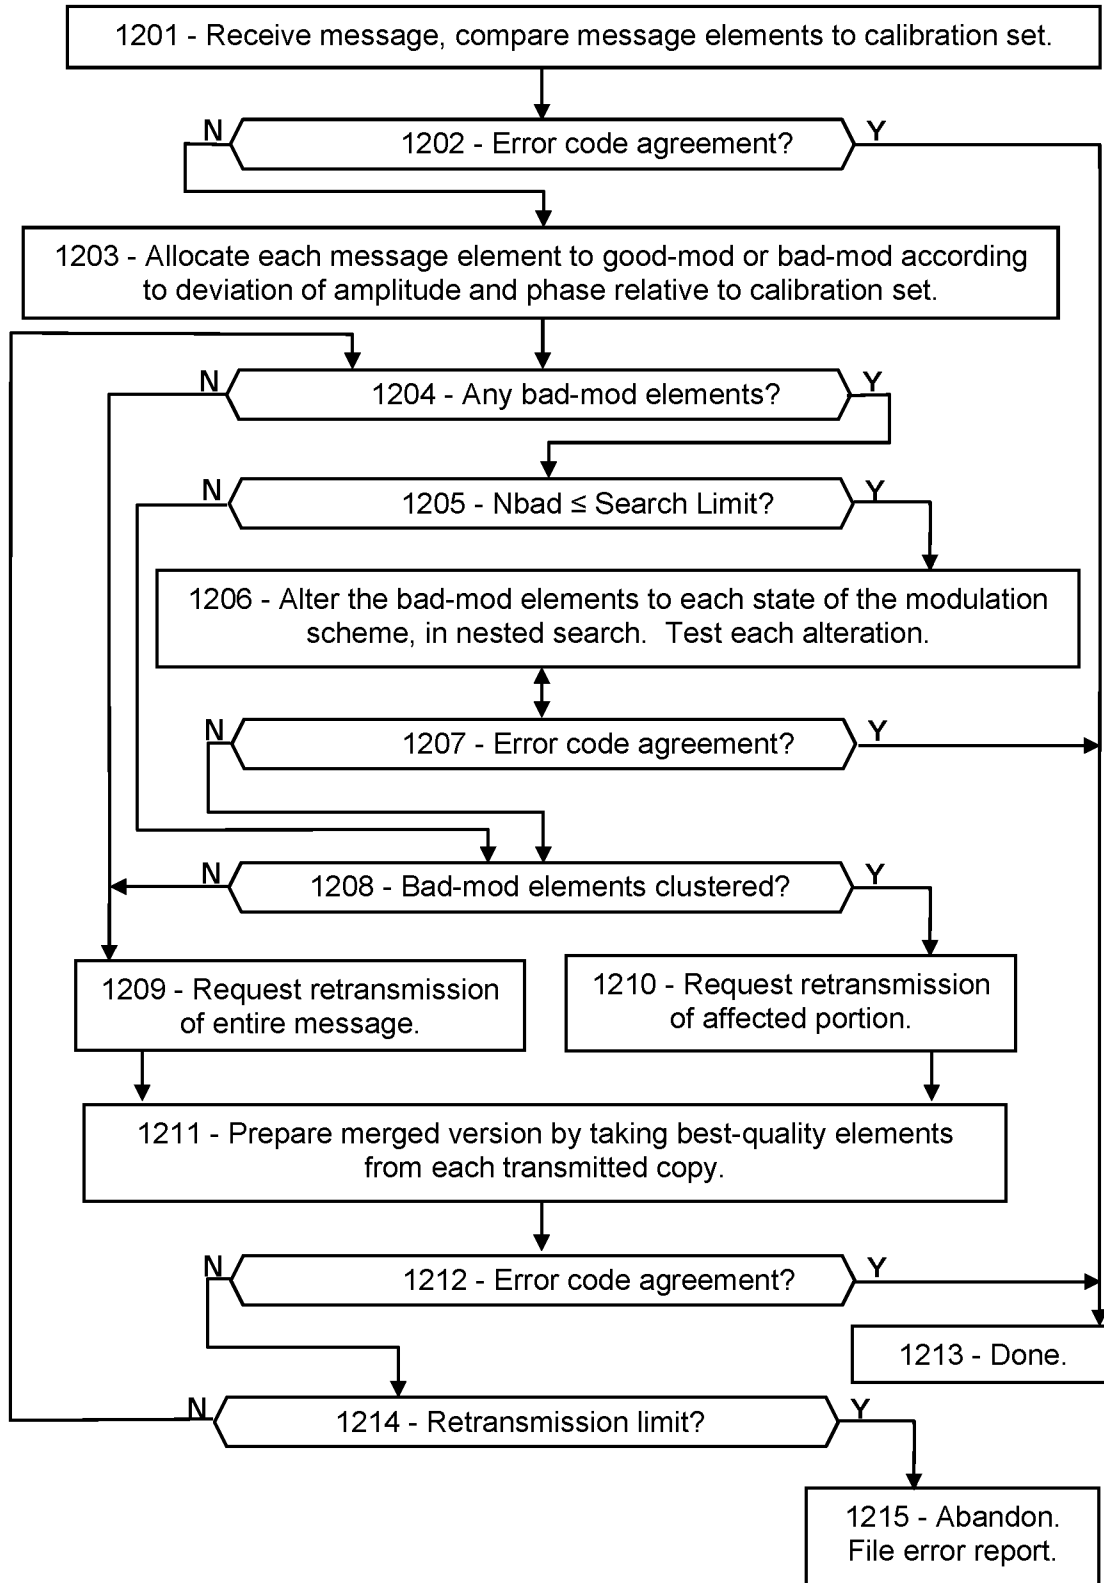 1201 - Receive message, compare message elements to calibration set.
N
Y
1202 - Error code agreement?
1203 - Allocate each message element to good-mod or bad-mod according
to deviation of amplitude and phase relative to calibration set.
N
Y
1204 - Any bad-mod elements?
N
Y
1205 - Nbad ≤ Search Limit?
1206 - Alter the bad-mod elements to each state of the modulation
scheme, in nested search.  Test each alteration.
N
Y
1207 - Error code agreement?
N
Y
1208 - Bad-mod elements clustered?
1209 - Request retransmission
of entire message.
1210 - Request retransmission
of affected portion.
1211 - Prepare merged version by taking best-quality elements
from each transmitted copy.
N
Y
1212 - Error code agreement?
1213 - Done.
N
Y
1214 - Retransmission limit?
1215 - Abandon.
File error report.